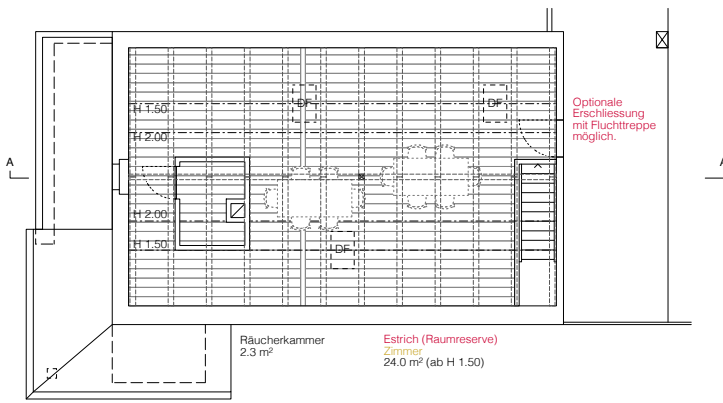 H 1.50
DF
DF
Optionale
Erschliessung
mit Fluchttreppe
möglich.
H 2.00
A
A
H 2.00
H 1.50
DF
Räucherkammer
2.3 m²
Estrich (Raumreserve)
Zimmer
24.0 m² (ab H 1.50)